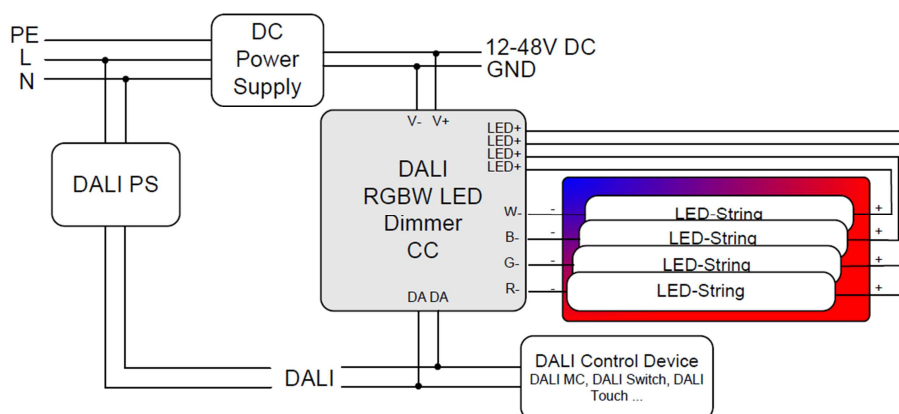 PE
L
N
DC
Power
Supply
12-48V DC
GND
V- V+
LED+
LED+
LED+
LED+
DALI PS
DALI
RGBW LED
Dimmer
CC
W-
B-
G-
R-
- LED-String +
- LED-String +
- LED-String +
- LED-String +
DA DA
DALI
DALI Control Device
DALI MC, DALI Switch, DALI
Touch ...